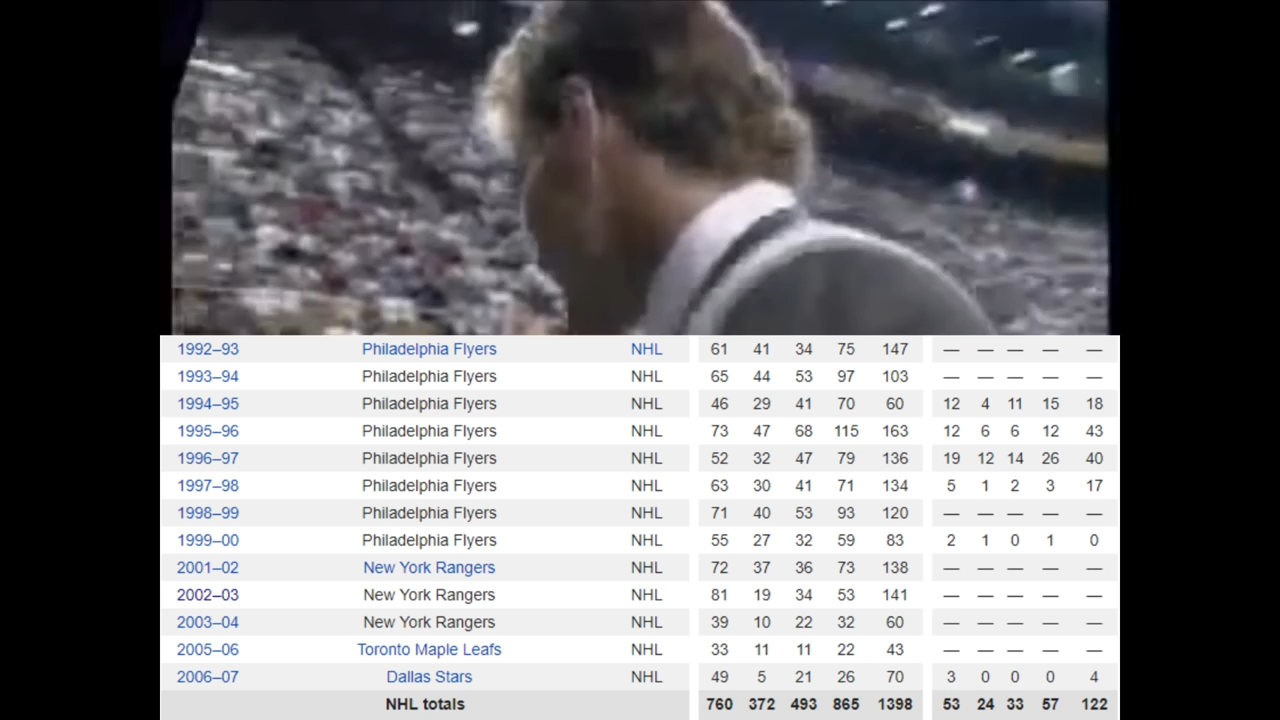 1992–93 Philadelphia Flyers NHL 61 41 34 75 147 — — — — —
1993–94 Philadelphia Flyers NHL 65 44 53 97 103 — — — — —
1994–95 Philadelphia Flyers NHL 46 29 41 70 60 12 4 11 15 18
1995–96 Philadelphia Flyers NHL 73 47 68 115 163 12 6 6 12 43
1996–97 Philadelphia Flyers NHL 52 32 47 79 136 19 12 14 26 40
1997–98 Philadelphia Flyers NHL 63 30 41 71 134 5 1 2 3 17
1998–99 Philadelphia Flyers NHL 71 40 53 93 120 — — — — —
1999–00 Philadelphia Flyers NHL 55 27 32 59 83 2 1 0 1 0
2001–02 New York Rangers NHL 72 37 36 73 138 — — — — —
2002–03 New York Rangers NHL 81 19 34 53 141 — — — — —
2003–04 New York Rangers NHL 39 10 22 32 60 — — — — —
2005–06 Toronto Maple Leafs NHL 33 11 11 22 43 — — — — —
2006–07 Dallas Stars NHL 49 5 21 26 70 3 0 0 0 4
NHL totals 760 372 493 865 1398 53 24 33 57 122